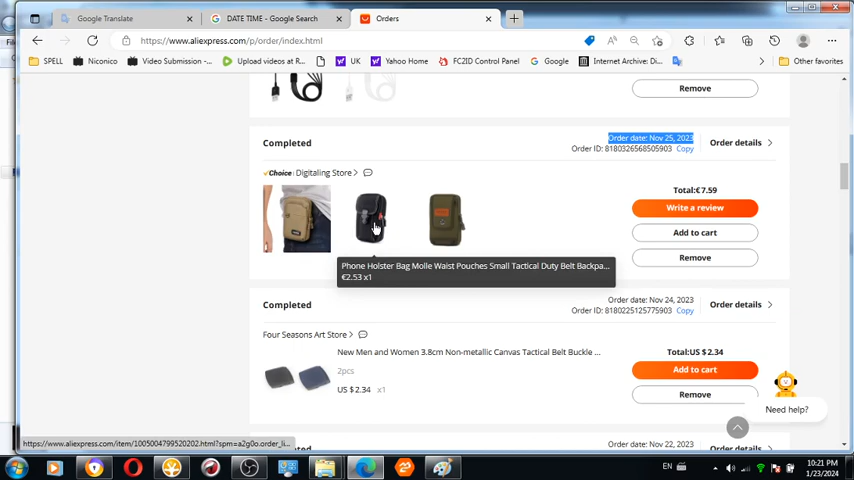 Google Translate
DATE TIME - Google Search
Orders
https://www.aliexpress.com/p/order/index.html
SPELL
Niconico
Video Submission -...
Upload videos at R...
UK
Yahoo Home
FC2ID Control Panel
Google
Internet Archive: Di...
Other favorites
Remove
Completed
Order date: Nov 25, 2023
Order ID: 8180326568505903 Copy
Order details
Choice Digitaling Store
Total:€7.59
Write a review
Add to cart
Remove
Phone Holster Bag Molle Waist Pouches Small Tactical Duty Belt Backpa...
€2.53 x1
Completed
Order date: Nov 24, 2023
Order ID: 8180225125775903 Copy
Order details
Four Seasons Art Store
New Men and Women 3.8cm Non-metallic Canvas Tactical Belt Buckle ...
2pcs
US $ 2.34 x1
Total:US $ 2.34
Add to cart
Remove
Need help?
https://www.aliexpress.com/item/1005004799520202.html?spm=a2g0o.order_li...
Order date: Nov 22, 2023
Order details
EN
10:21 PM
1/23/2024